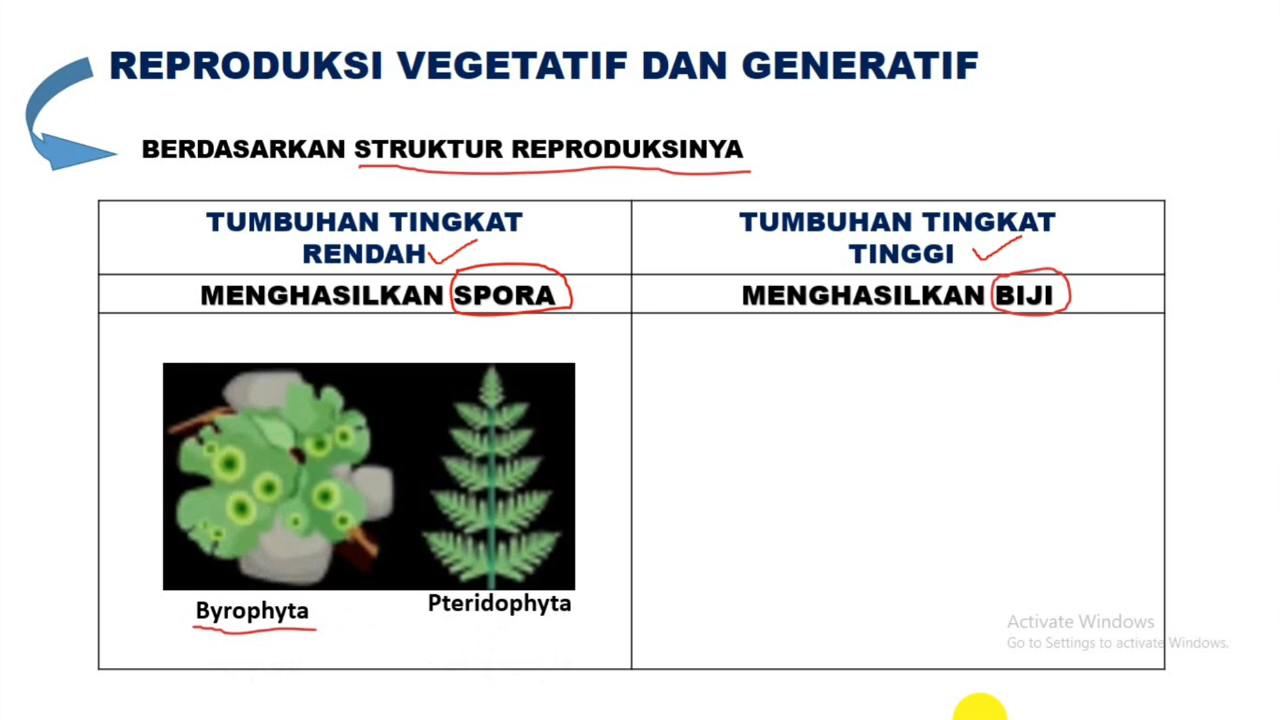 REPRODUKSI VEGETATIF DAN GENERATIF
BERDASARKAN STRUKTUR REPRODUKSINYA
TUMBUHAN TINGKAT
RENDAH
TUMBUHAN TINGKAT
TINGGI
MENGHASILKAN SPORA
MENGHASILKAN BIJI
Byrophyta
Pteridophyta
Activate Windows
Go to Settings to activate Windows.